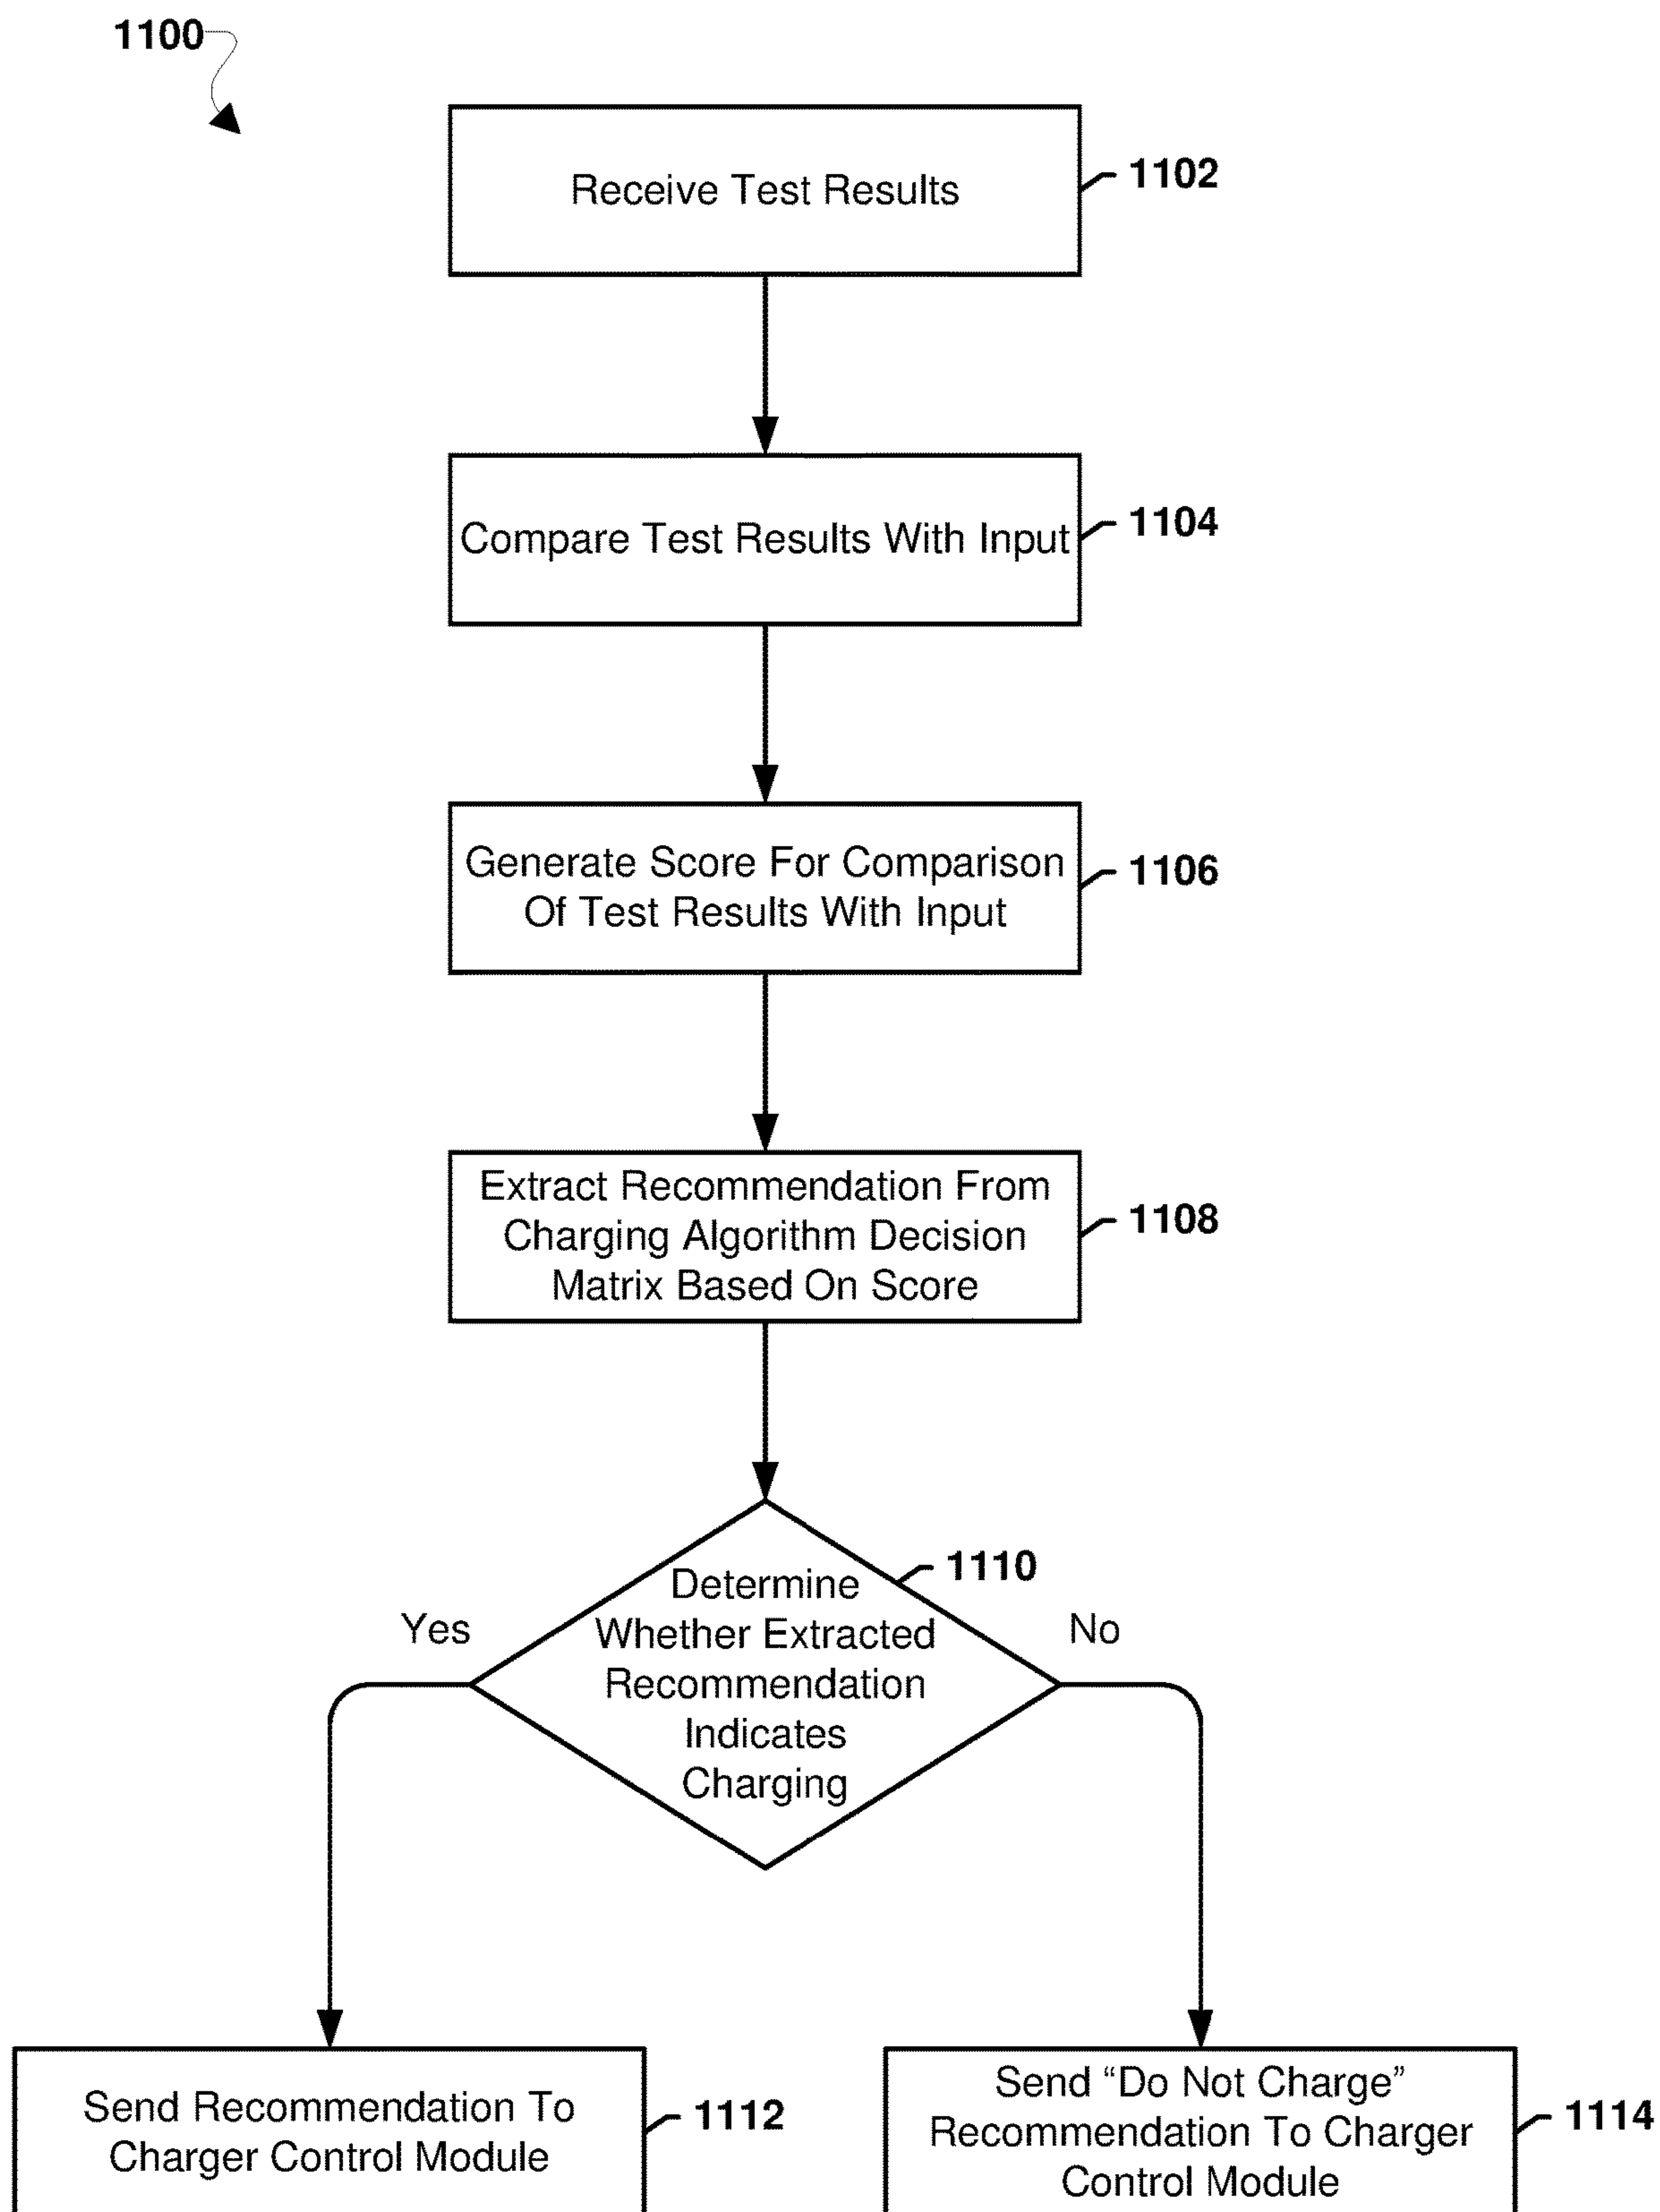 1100
Receive Test Results
1102
Compare Test Results With Input
1104
Generate Score For Comparison
Of Test Results With Input
1106
Extract Recommendation From
Charging Algorithm Decision
Matrix Based On Score
1108
Determine
Whether Extracted
Recommendation
Indicates
Charging
1110
Yes
No
Send Recommendation To
Charger Control Module
1112
Send “Do Not Charge”
Recommendation To Charger
Control Module
1114